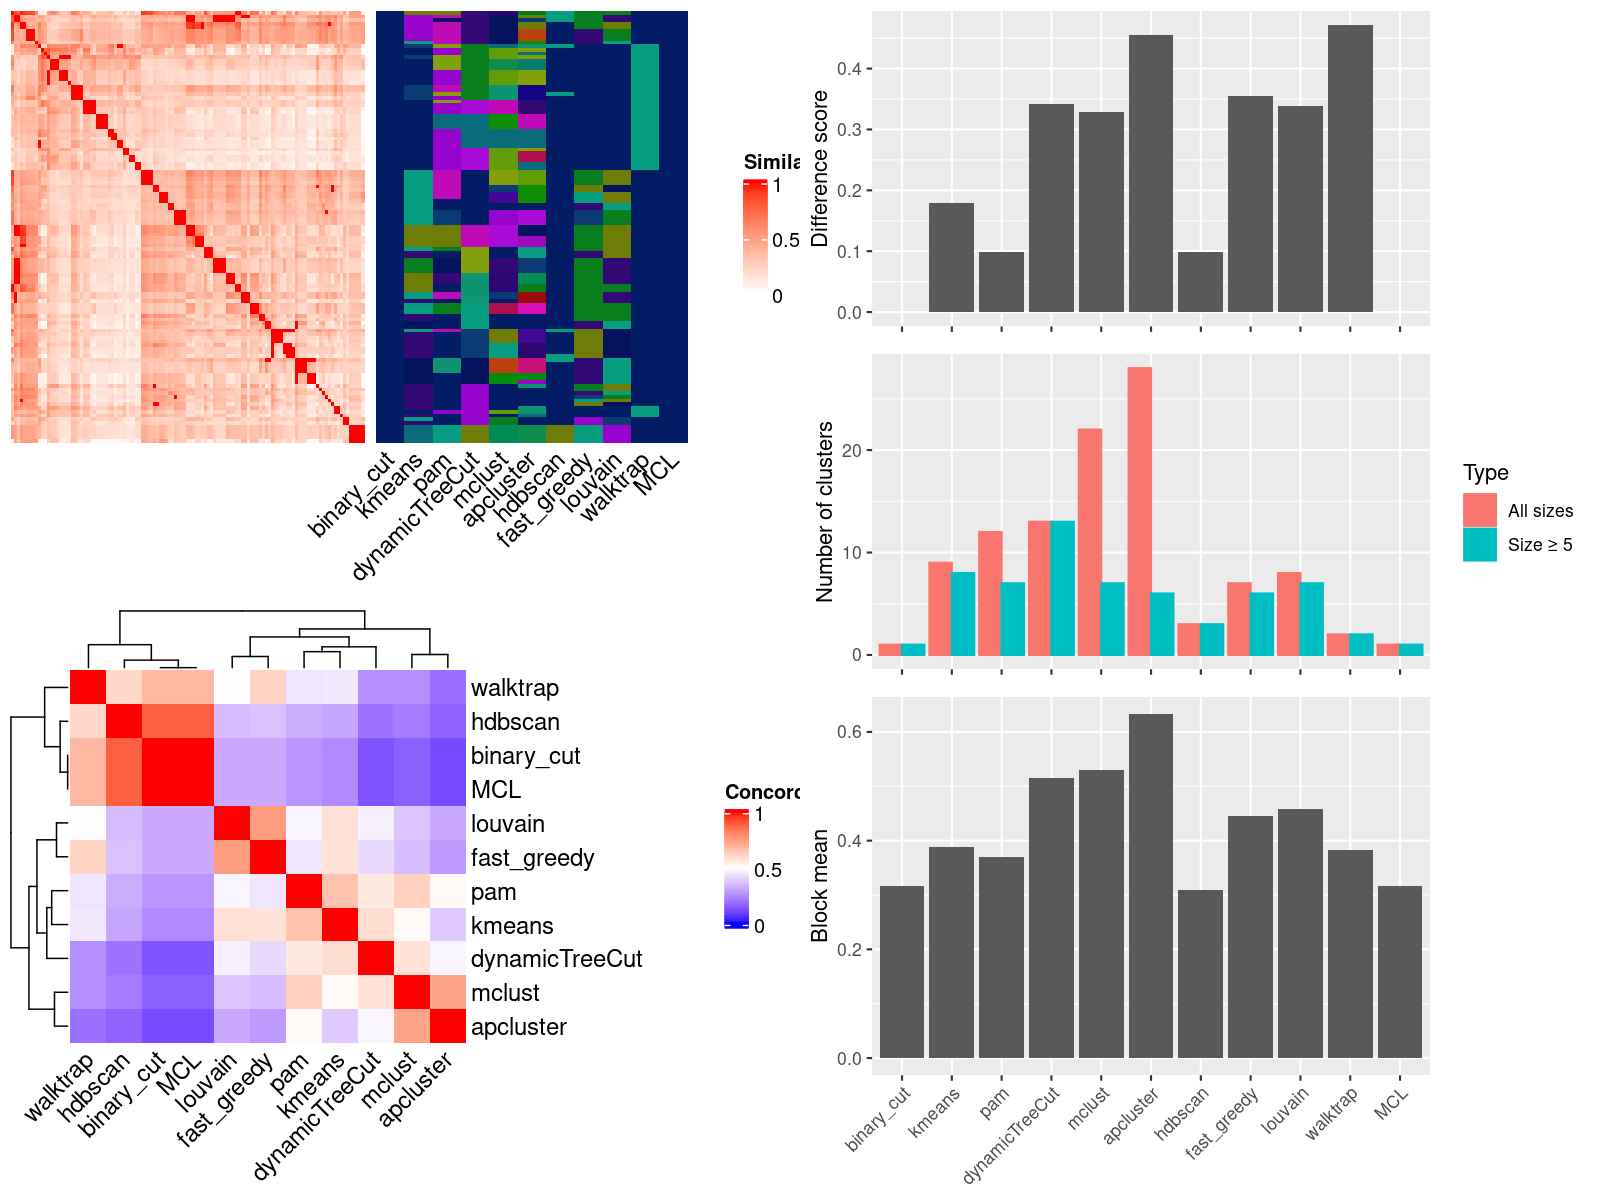 Simila
1
0.5
0
binary_cut
kmeans
pam
dynamicTreeCut
mclust
apcluster
hdbscan
fast_greedy
louvain
walktrap
MCL
walktrap
hdbscan
binary_cut
MCL
louvain
fast_greedy
pam
kmeans
dynamicTreeCut
mclust
apcluster
walktrap
hdbscan
binary_cut
MCL
louvain
fast_greedy
pam
kmeans
dynamicTreeCut
mclust
apcluster
Concord
1
0.5
0
Difference score
0.4
0.3
0.2
0.1
0.0
Number of clusters
20
10
0
Type
All sizes
Size ≥ 5
Block mean
0.6
0.4
0.2
0.0
binary_cut
kmeans
pam
dynamicTreeCut
mclust
apcluster
hdbscan
fast_greedy
louvain
walktrap
MCL